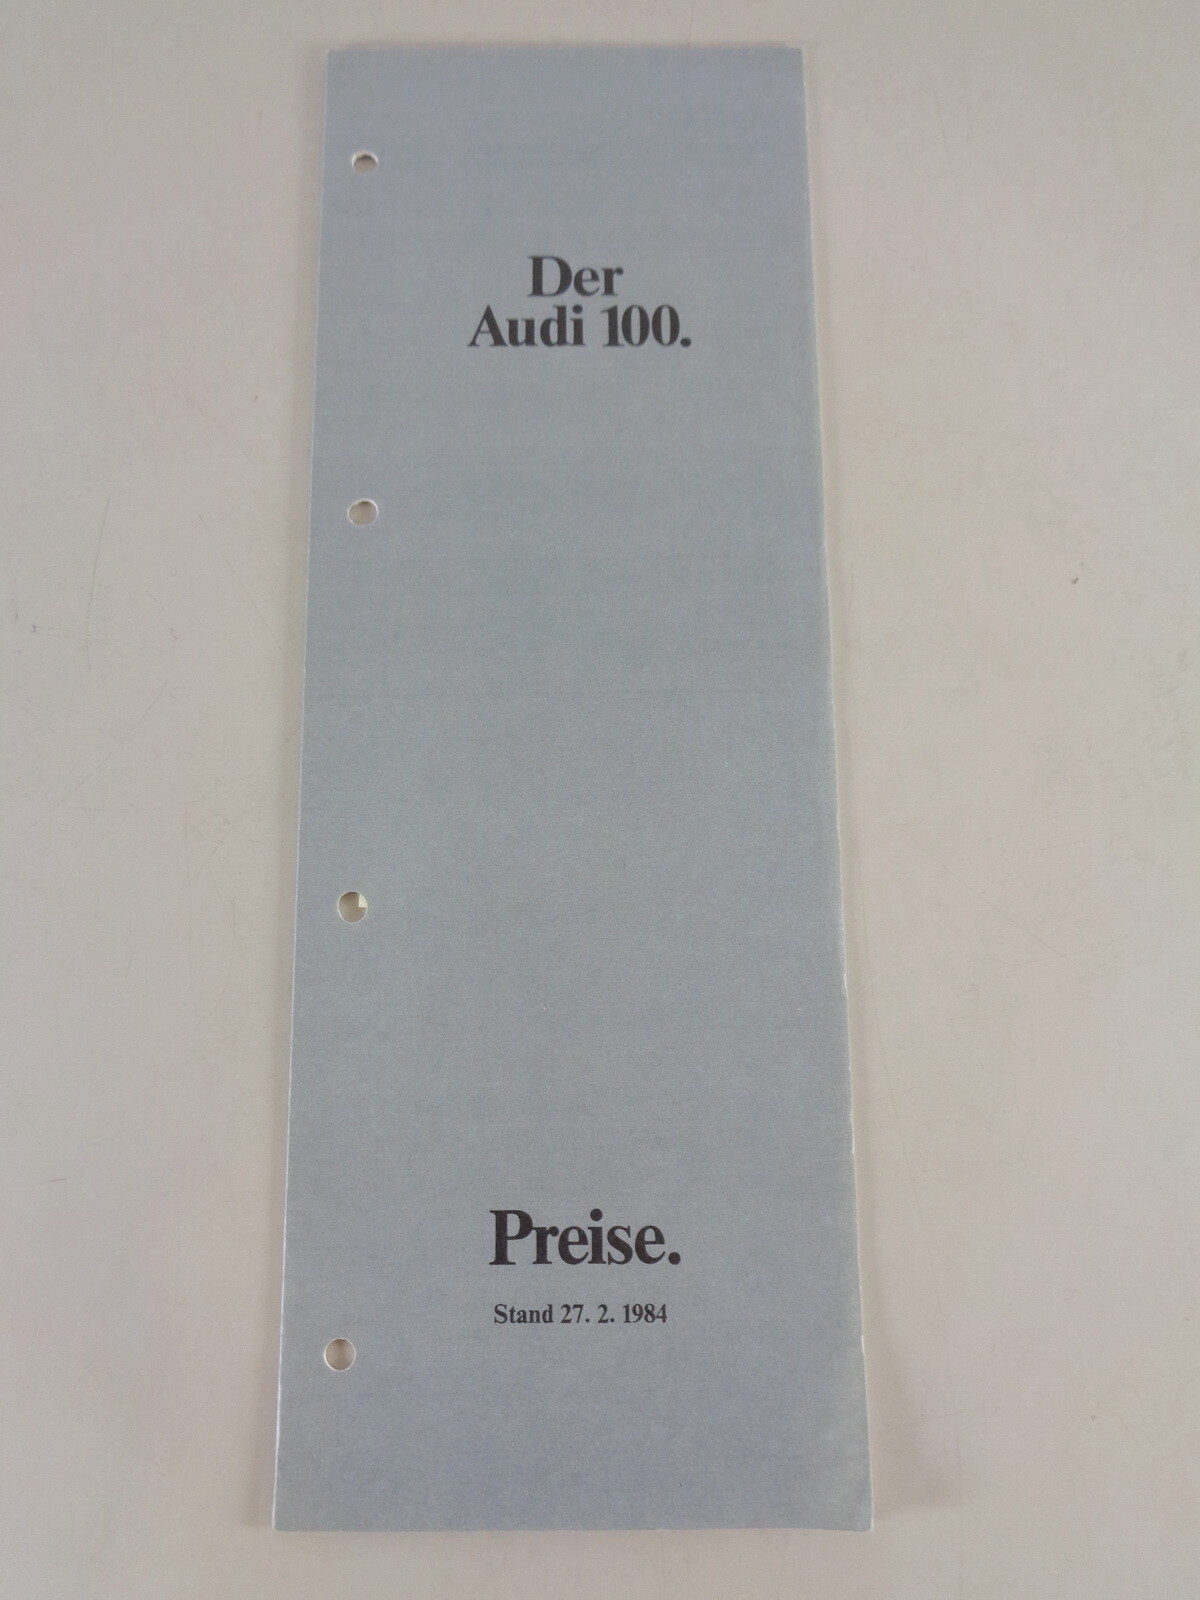 Der
Audi 100.
Preise.
Stand 27. 2. 1984